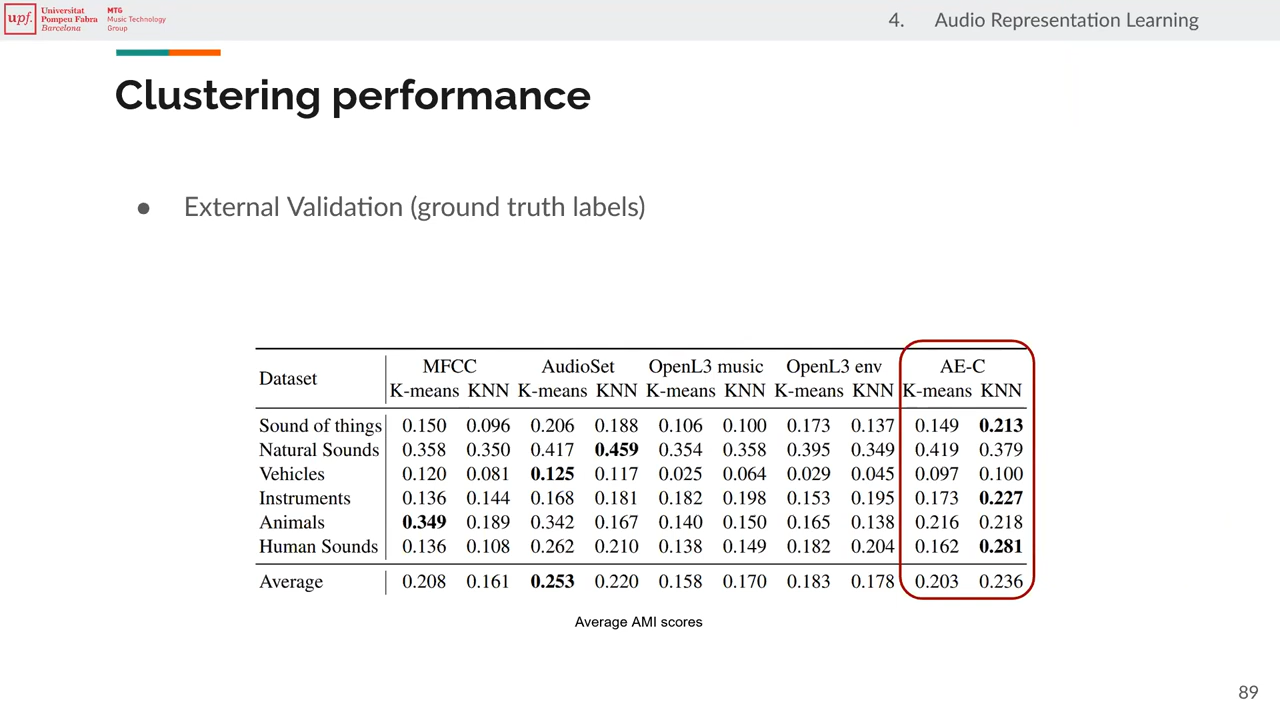 upf.
Universitat
Pompeu Fabra
Barcelona
MTG
Music Technology
Group
4. Audio Representation Learning
Clustering performance
● External Validation (ground truth labels)
Dataset MFCC AudioSet OpenL3 music OpenL3 env AE-C
K-means KNN K-means KNN K-means KNN K-means KNN K-means KNN
Sound of things 0.150 0.096 0.206 0.188 0.106 0.100 0.173 0.137 0.149 0.213
Natural Sounds 0.358 0.350 0.417 0.459 0.354 0.358 0.395 0.349 0.419 0.379
Vehicles 0.120 0.081 0.125 0.117 0.025 0.064 0.029 0.045 0.097 0.100
Instruments 0.136 0.144 0.168 0.181 0.182 0.198 0.153 0.195 0.173 0.227
Animals 0.349 0.189 0.342 0.167 0.140 0.150 0.165 0.138 0.216 0.218
Human Sounds 0.136 0.108 0.262 0.210 0.138 0.149 0.182 0.204 0.162 0.281
Average 0.208 0.161 0.253 0.220 0.158 0.170 0.183 0.178 0.203 0.236
Average AMI scores
89